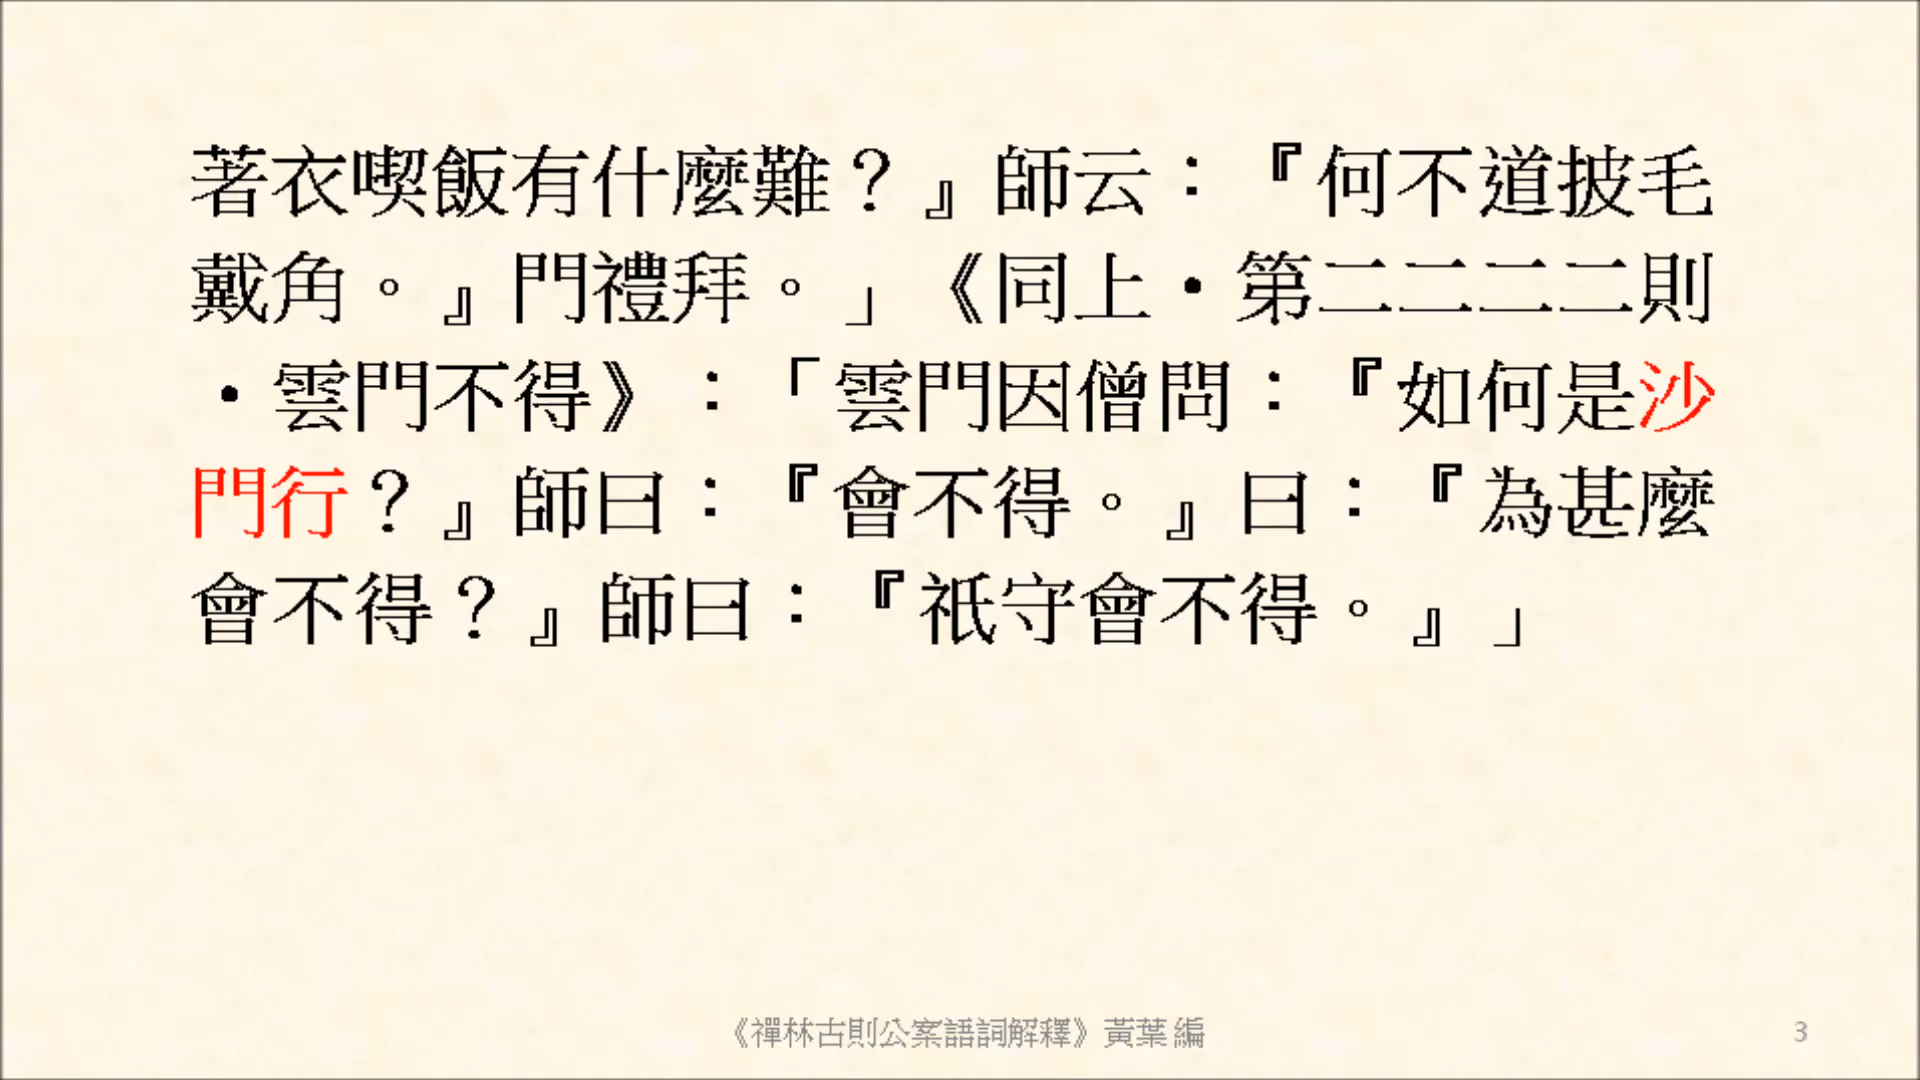 著衣喫飯有什麼難？』師云：『何不道披毛
戴角。』門禮拜。」《同上・第二二二二則
・雲門不得》：「雲門因僧問：『如何是沙
門行？』師曰：『會不得。』曰：『為甚麼
會不得？』師曰：『祇守會不得。』」
《禪林古則公案語詞解釋》黃葉 編
3